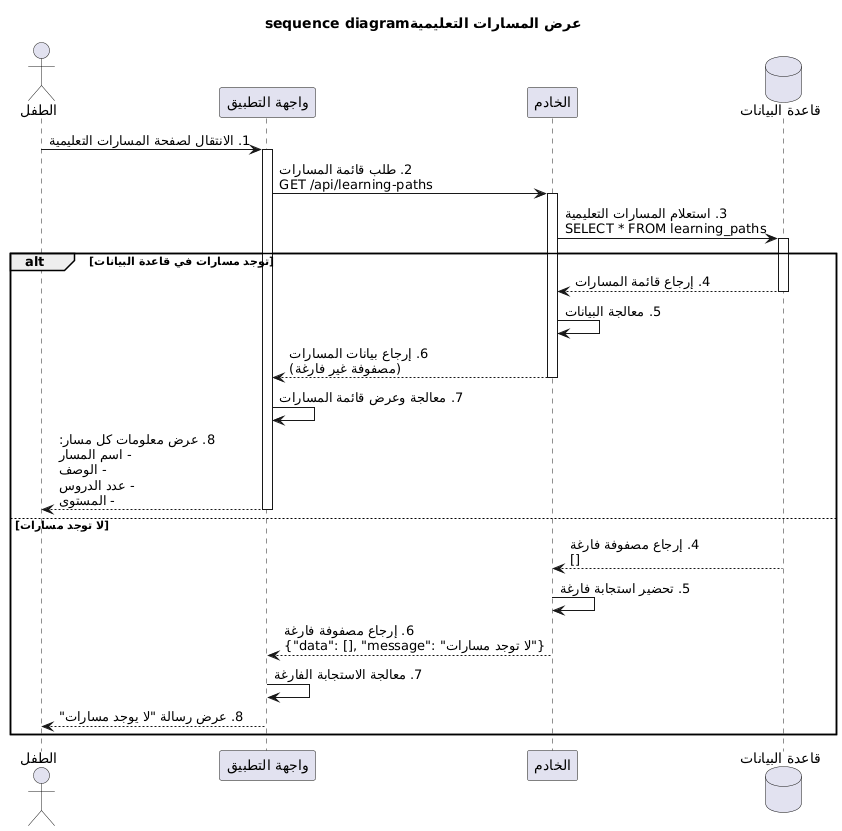 عرض المسارات التعليميةsequence diagram
الطفل
واجهة التطبيق
الخادم
قاعدة البيانات
1. الانتقال لصفحة المسارات التعليمية
2. طلب قائمة المسارات
GET /api/learning-paths
3. استعلام المسارات التعليمية
SELECT * FROM learning_paths
alt
[توجد مسارات في قاعدة البيانات]
4. إرجاع قائمة المسارات
5. معالجة البيانات
6. إرجاع بيانات المسارات
(مصفوفة غير فارغة)
7. معالجة وعرض قائمة المسارات
8. عرض معلومات كل مسار:
- اسم المسار
- الوصف
- عدد الدروس
- المستوى
[لا توجد مسارات]
4. إرجاع مصفوفة فارغة
[]
5. تحضير استجابة فارغة
6. إرجاع مصفوفة فارغة
{"data": [], "message": "لا توجد مسارات"}
7. معالجة الاستجابة الفارغة
8. عرض رسالة "لا يوجد مسارات"
الطفل
واجهة التطبيق
الخادم
قاعدة البيانات